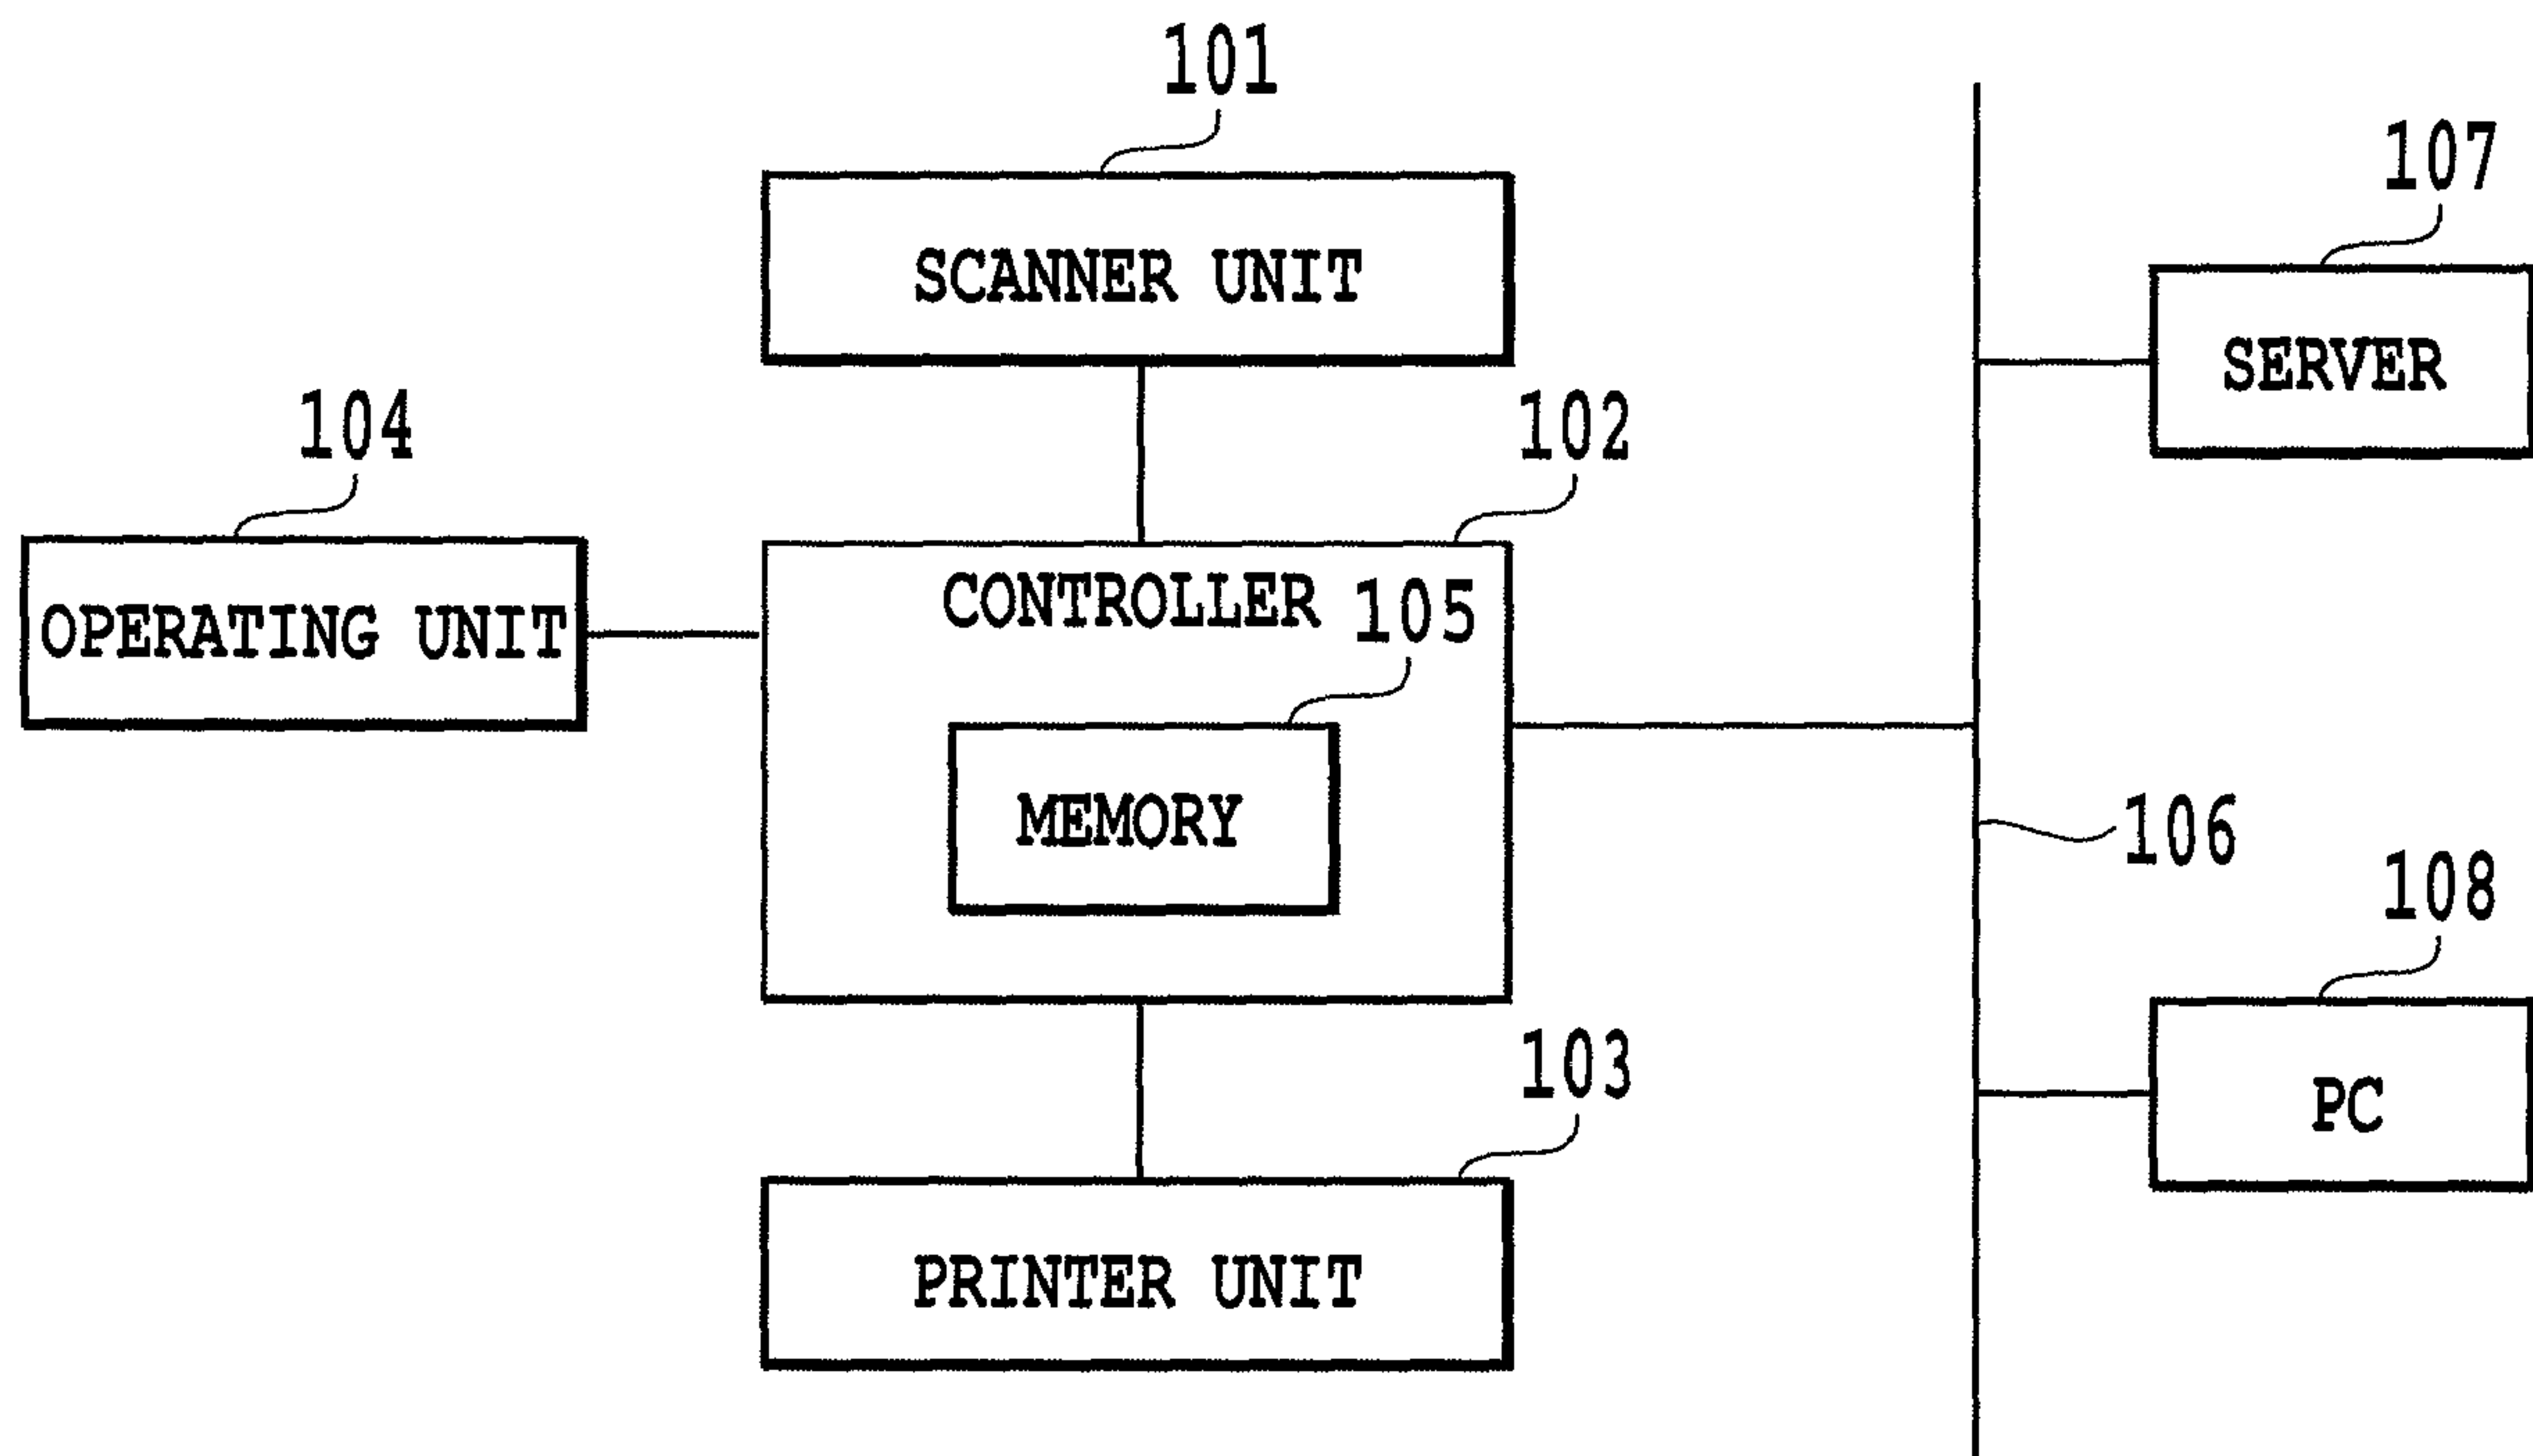 101
SCANNER UNIT
107
SERVER
104
OPERATING UNIT
102
CONTROLLER
105
MEMORY
106
108
PC
103
PRINTER UNIT